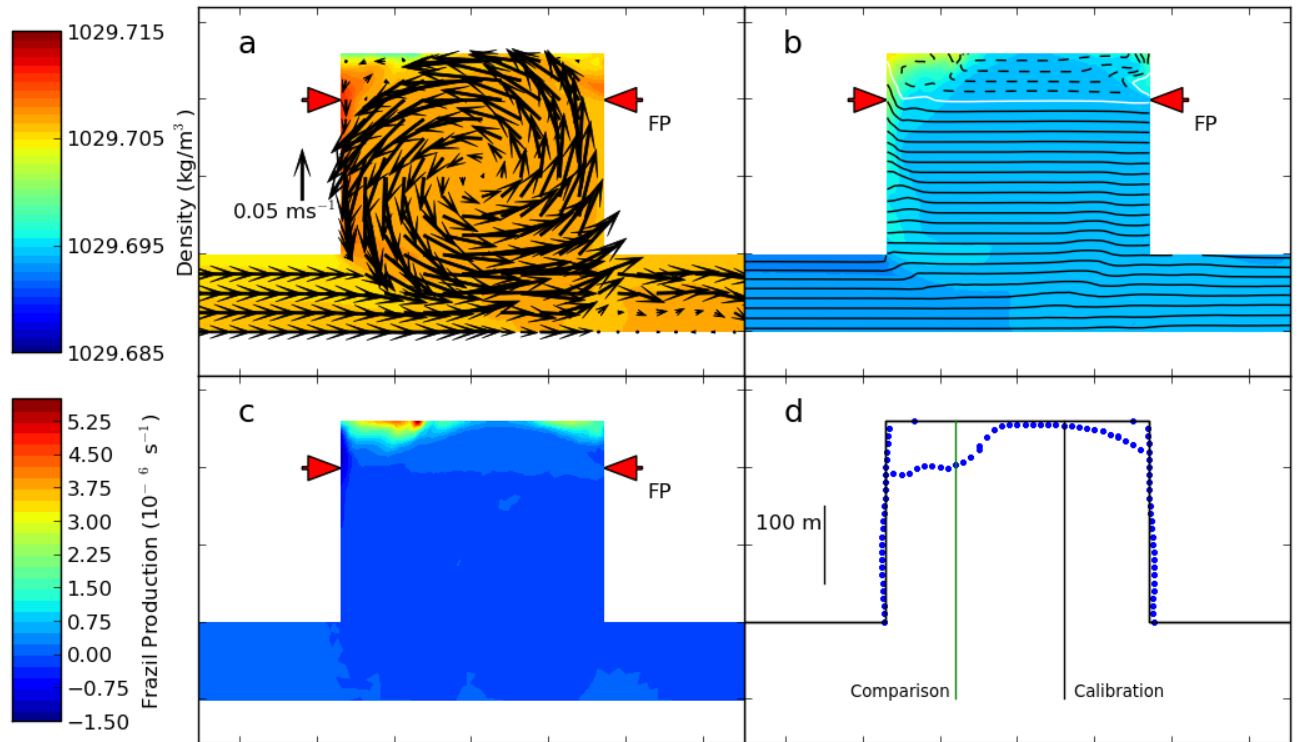 1029.715
1029.705
1029.695
1029.685
Density (kg/m³)
a
FP
0.05 ms⁻¹
b
FP
5.25
4.50
3.75
3.00
2.25
1.50
0.75
0.00
−0.75
−1.50
Frazil Production (10⁻⁶ s⁻¹)
c
FP
d
100 m
Comparison
Calibration